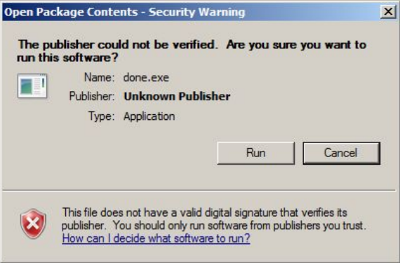 Open Package Contents - Security Warning
The publisher could not be verified. Are you sure you want to
run this software?
Name: done.exe
Publisher: Unknown Publisher
Type: Application
Run Cancel
This file does not have a valid digital signature that verifies its
publisher. You should only run software from publishers you trust.
How can I decide what software to run?